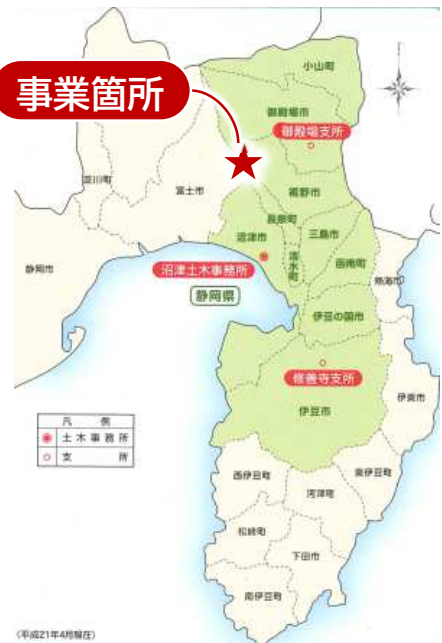 小山町
事業箇所
御殿場市
御殿場支所
芝川町
富士市
裾野市
長泉町
三島市
沼津市
清水町
函南町
静岡市
沼津土木事務所
熱海市
静岡県
伊豆の国市
修善寺支所
伊東市
伊豆市
凡 例
土木事務所
支 所
西伊豆町
東伊豆町
河津町
松崎町
下田市
南伊豆町
(平成21年4月現在)